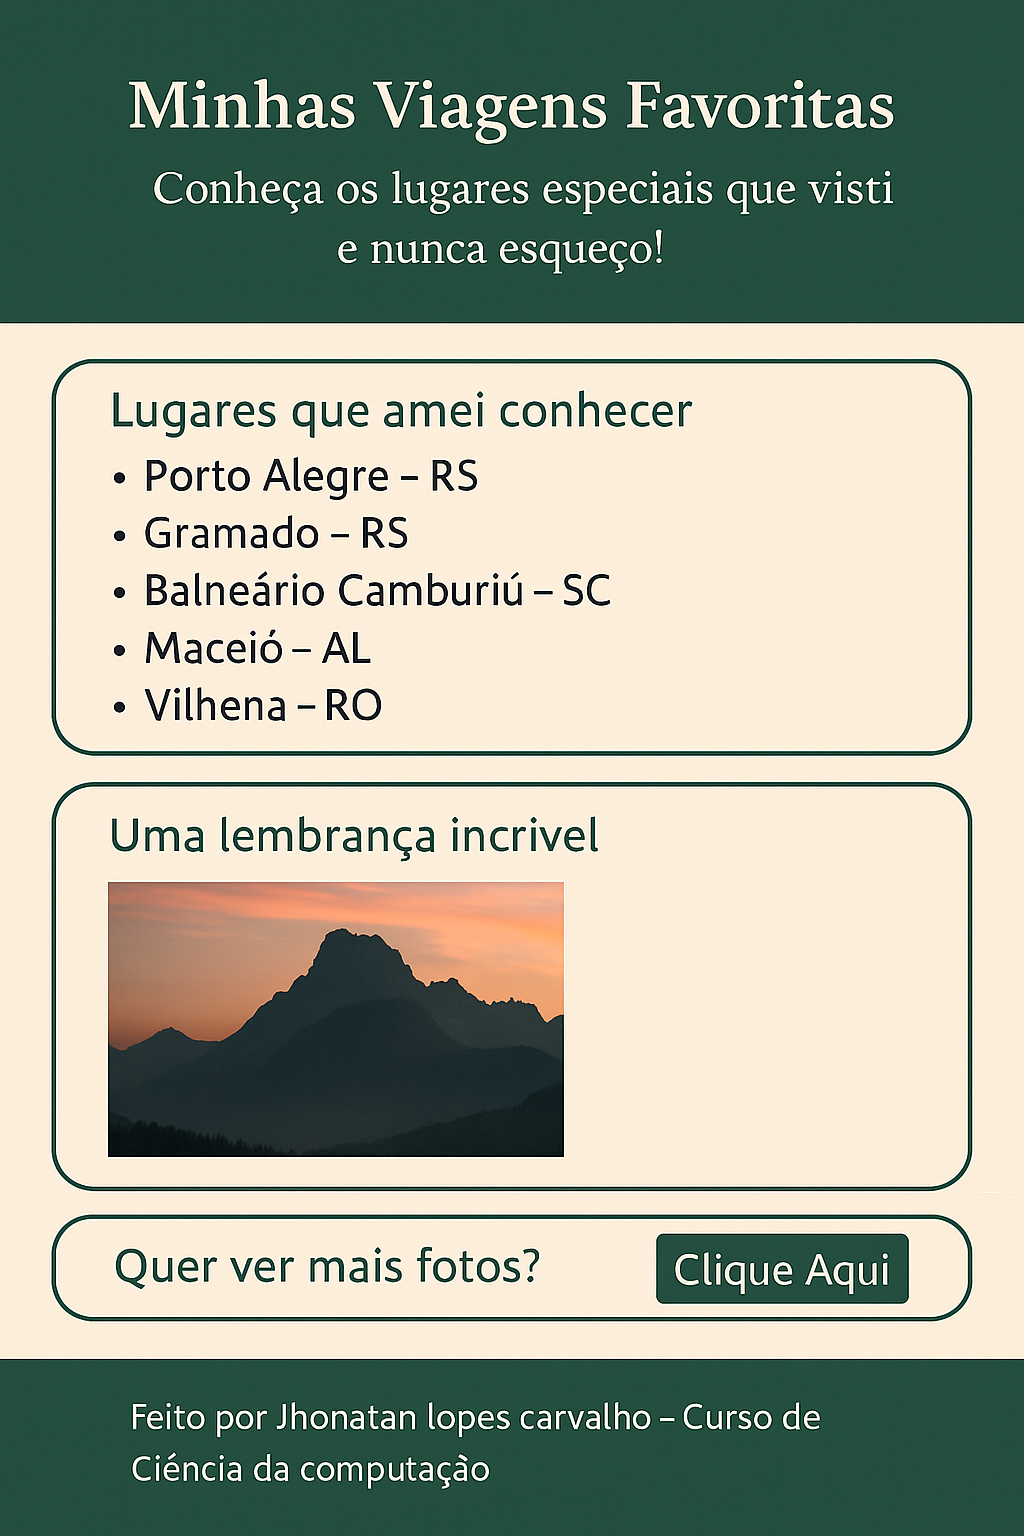 Minhas Viagens Favoritas
Conheça os lugares especiais que visti
e nunca esqueço!
Lugares que amei conhecer
• Porto Alegre – RS
• Gramado – RS
• Balneário Camburiú – SC
• Maceió – AL
• Vilhena – RO
Uma lembrança incrivel
Quer ver mais fotos?
Clique Aqui
Feito por Jhonatan lopes carvalho – Curso de
Ciéncia da computaçào